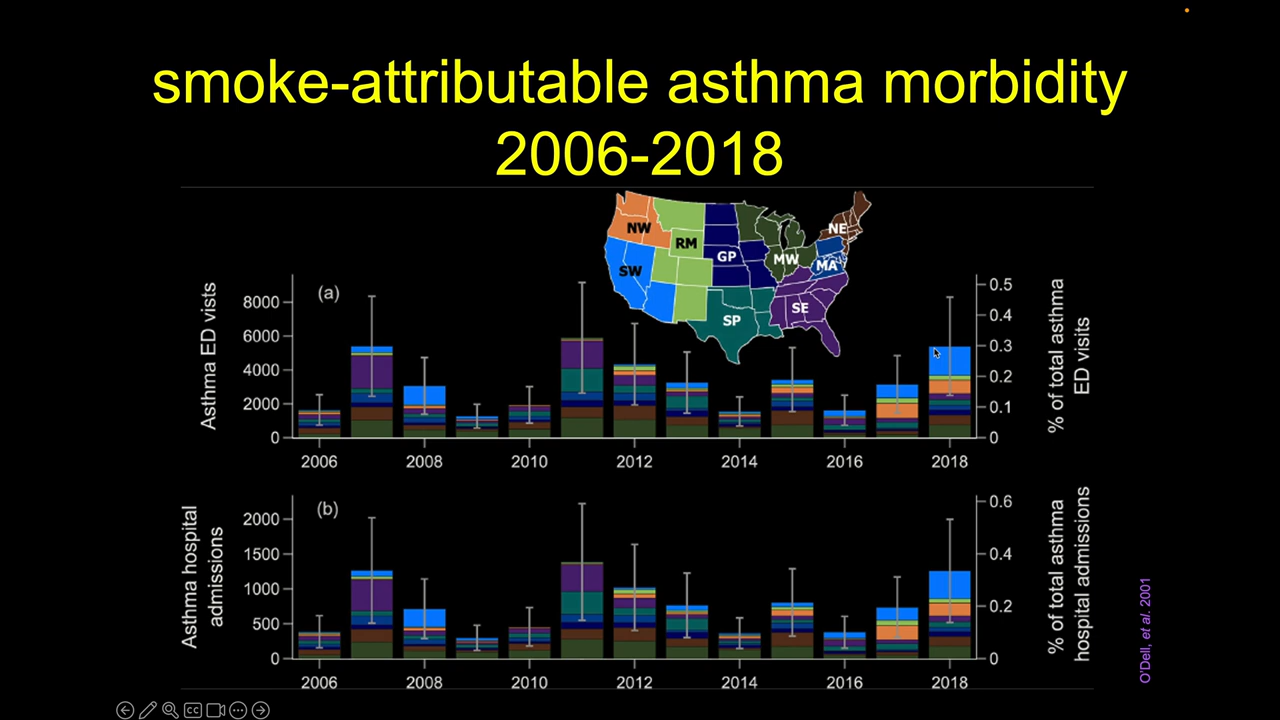 smoke-attributable asthma morbidity
2006-2018
NW
RM
SW
GP
MW
NE
MA
SP
SE
(a)
Asthma ED vists
8000
6000
4000
2000
0
0.5
0.4
0.3
0.2
0.1
0
% of total asthma
ED visits
2006 2008 2010 2012 2014 2016 2018
(b)
Asthma hospital
admissions
2000
1500
1000
500
0
0.6
0.4
0.2
0
% of total asthma
hospital admissions
2006 2008 2010 2012 2014 2016 2018
O'Dell, et al. 2001
CC